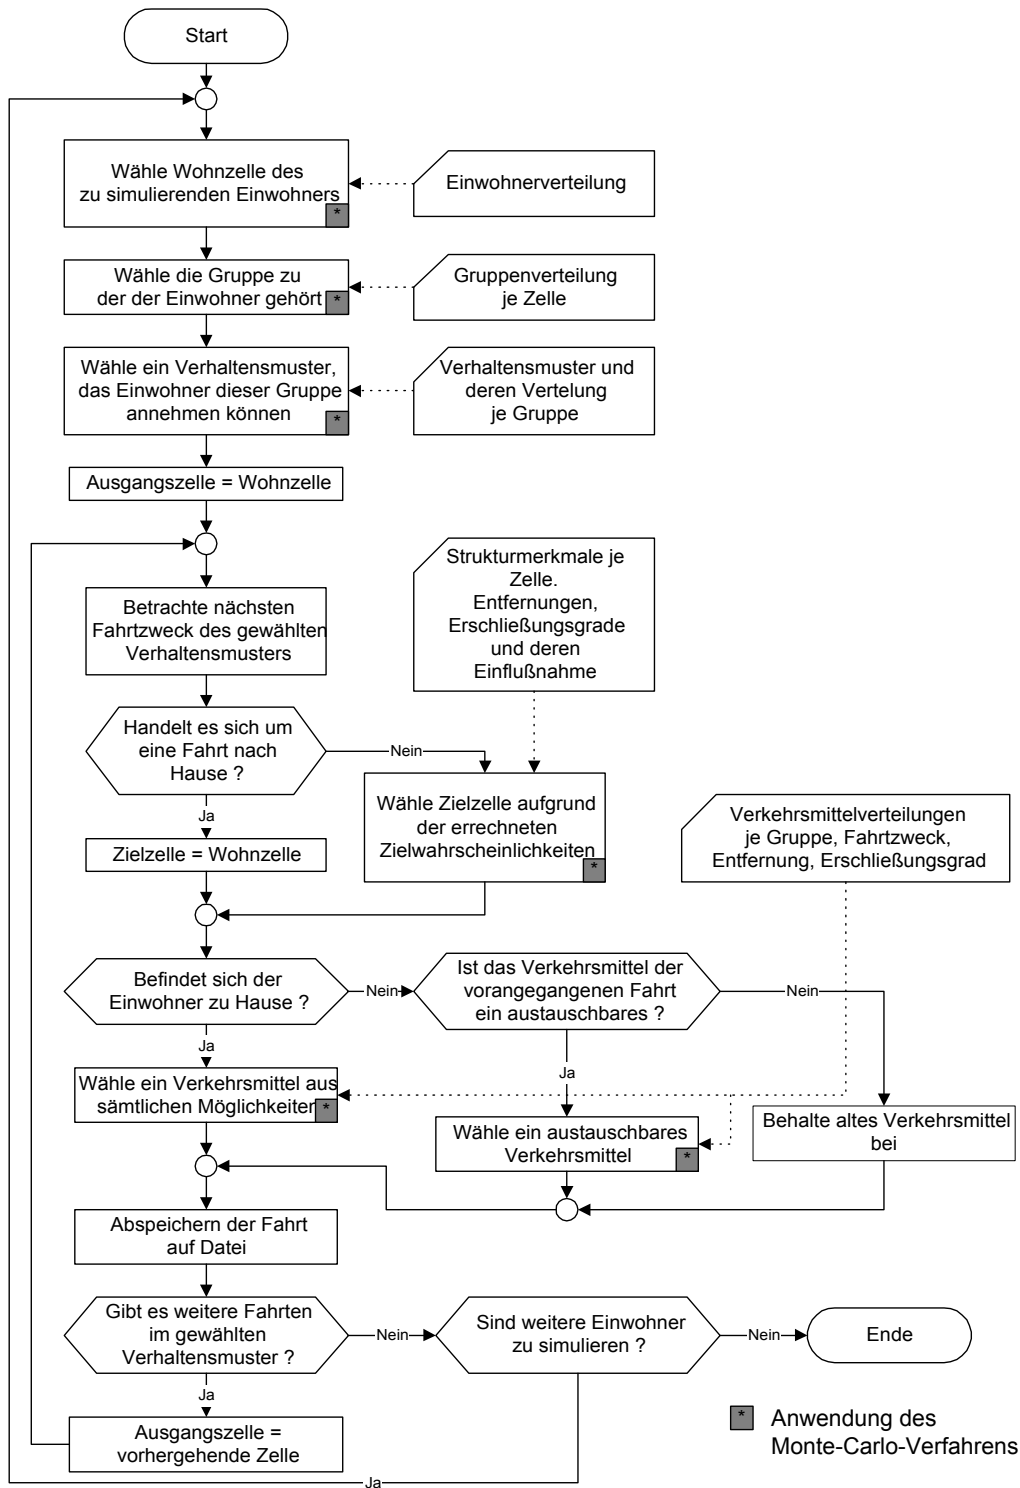 Start
Wähle Wohnzelle des
zu simulierenden Einwohners
*
Einwohnerverteilung
Wähle die Gruppe zu
der der Einwohner gehört
*
Gruppenverteilung
je Zelle
Wähle ein Verhaltensmuster,
das Einwohner dieser Gruppe
annehmen können
*
Verhaltensmuster und
deren Vertelung
je Gruppe
Ausgangszelle = Wohnzelle
Strukturmerkmale je
Zelle.
Entfernungen,
Erschließungsgrade
und deren
Einflußnahme
Betrachte nächsten
Fahrtzweck des gewählten
Verhaltensmusters
Handelt es sich um
eine Fahrt nach
Hause ?
Nein
Ja
Wähle Zielzelle aufgrund
der errechneten
Zielwahrscheinlichkeiten
*
Verkehrsmittelverteilungen
je Gruppe, Fahrtzweck,
Entfernung, Erschließungsgrad
Zielzelle = Wohnzelle
Befindet sich der
Einwohner zu Hause ?
Nein
Ist das Verkehrsmittel der
vorangegangenen Fahrt
ein austauschbares ?
Nein
Ja
Ja
Wähle ein Verkehrsmittel aus
sämtlichen Möglichkeiten
*
Wähle ein austauschbares
Verkehrsmittel
*
Behalte altes Verkehrsmittel
bei
Abspeichern der Fahrt
auf Datei
Gibt es weitere Fahrten
im gewählten
Verhaltensmuster ?
Nein
Sind weitere Einwohner
zu simulieren ?
Nein
Ende
Ja
Ausgangszelle =
vorhergehende Zelle
Ja
*
Anwendung des
Monte-Carlo-Verfahrens